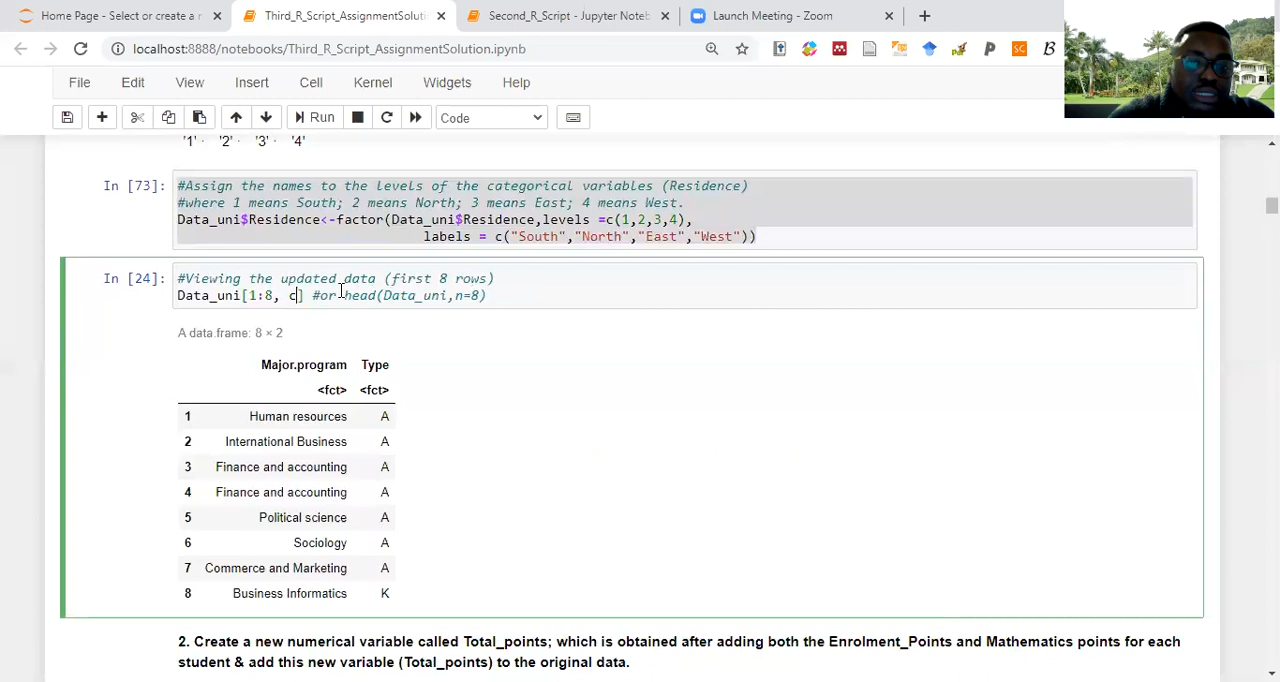 Home Page - Select or create a n
Third_R_Script_AssignmentSolutio
Second_R_Script - Jupyter Noteb
Launch Meeting - Zoom
localhost:8888/notebooks/Third_R_Script_AssignmentSolution.ipynb
SC
File Edit View Insert Cell Kernel Widgets Help
Run
Code
'1' · '2' · '3' · '4'
In [73]:
#Assign the names to the levels of the categorical variables (Residence)
#where 1 means South; 2 means North; 3 means East; 4 means West.
Data_uni$Residence<-factor(Data_uni$Residence,levels =c(1,2,3,4),
labels = c("South","North","East","West"))
In [24]:
#Viewing the updated data (first 8 rows)
Data_uni[1:8, c] #or head(Data_uni,n=8)
A data.frame: 8 × 2
Major.program Type
<fct> <fct>
1 Human resources A
2 International Business A
3 Finance and accounting A
4 Finance and accounting A
5 Political science A
6 Sociology A
7 Commerce and Marketing A
8 Business Informatics K
2. Create a new numerical variable called Total_points; which is obtained after adding both the Enrolment_Points and Mathematics points for each
student & add this new variable (Total_points) to the original data.